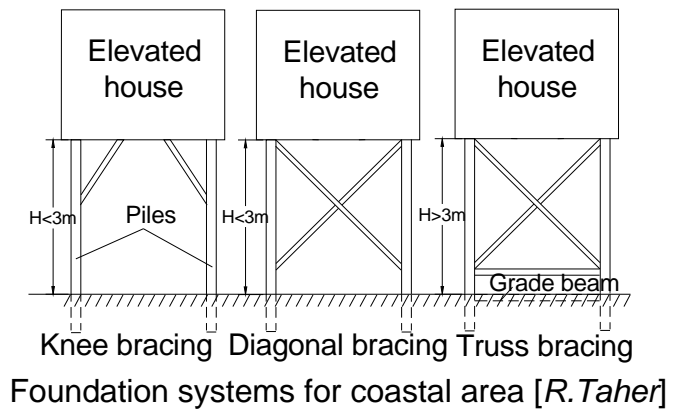 Elevated
house
Elevated
house
Elevated
house
H<3m
Piles
H<3m
H>3m
Grade beam
Knee bracing
Diagonal bracing
Truss bracing
Foundation systems for coastal area [R.Taher]